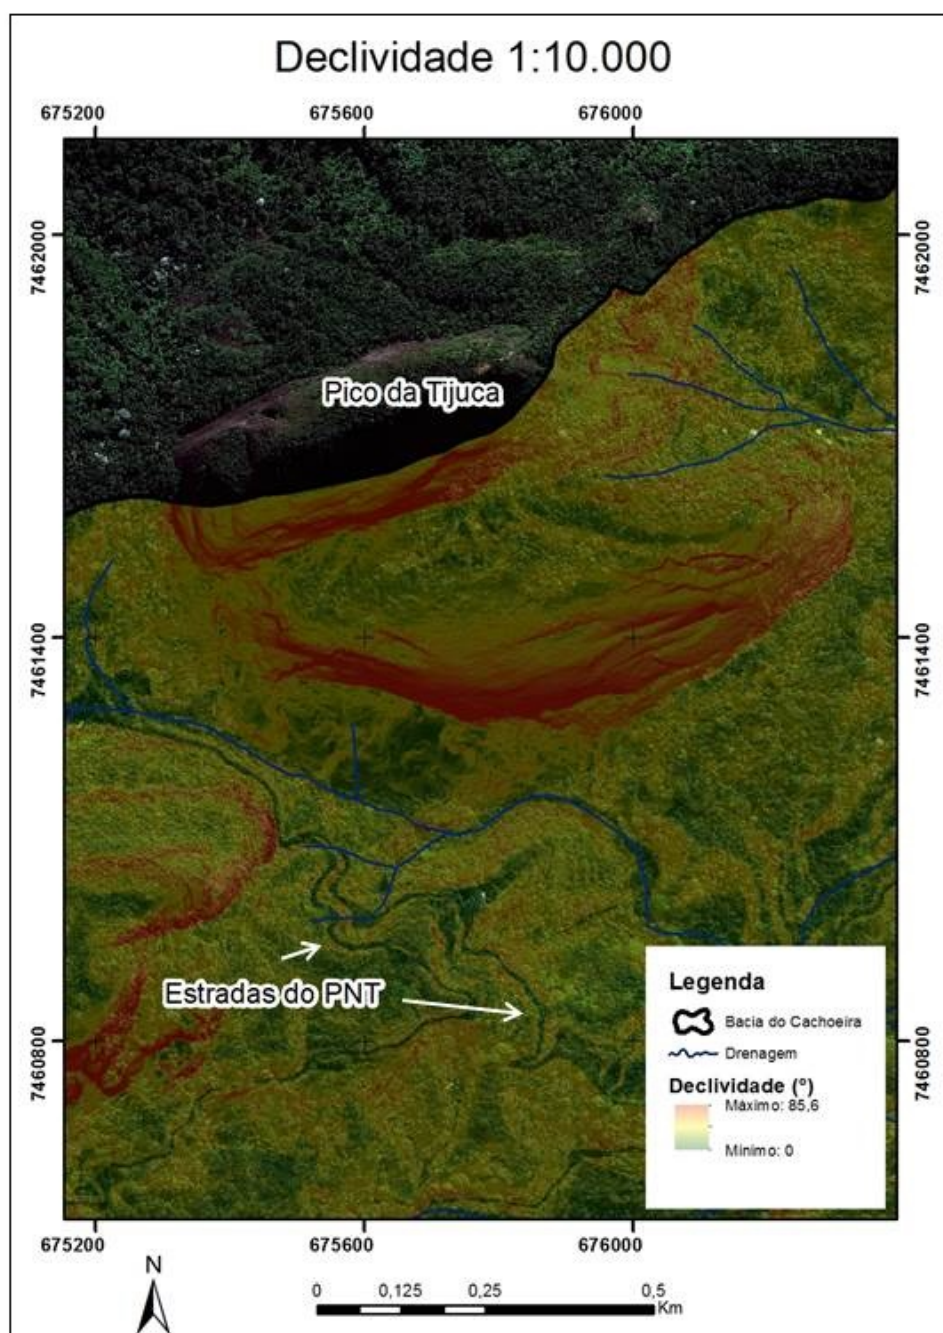 Declividade 1:10.000
675200
675600
676000
7462000
7462000
Pico da Tijuca
7461400
7461400
Estradas do PNT
7460800
7460800
Legenda
Bacia do Cachoeira
Drenagem
Declividade (°)
Máximo: 85,6
Mínimo: 0
675200
675600
676000
N
0
0,125
0,25
0,5
Km